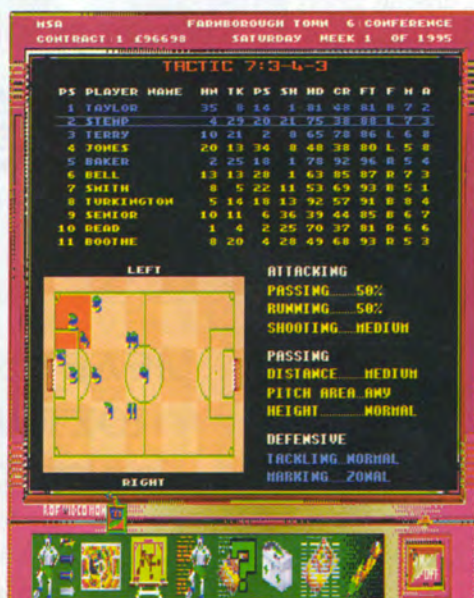 FARNBOROUGH TOWN 6 CONFERENCE
CONTRACT 1 £96698 SATURDAY WEEK 1 OF 1995
TACTIC 7:3-4-3
PS PLAYER NAME HN TK PS SH HD CR FT F M A
1 TAYLOR 35 8 14 1 81 48 81 B 7 2
2 STEMP 4 29 20 21 75 38 88 L 7 3
3 TERRY 10 21 2 8 65 78 86 L 6 8
4 JONES 20 13 34 8 48 38 80 L 5 8
5 BAKER 2 25 18 1 78 92 96 R 5 4
6 BELL 13 13 28 1 63 85 87 R 7 3
7 SMITH 8 5 22 11 53 69 93 B 5 1
8 TURKINGTON 5 14 18 13 92 57 91 B 8 4
9 SENIOR 10 11 6 36 39 44 85 B 6 7
10 READ 1 4 2 25 70 37 81 R 6 6
11 BOOTHE 8 20 4 28 49 68 93 R 5 3
LEFT
RIGHT
ATTACKING
PASSING 50%
RUNNING 50%
SHOOTING MEDIUM
PASSING
DISTANCE MEDIUM
PITCH AREA ANY
HEIGHT NORMAL
DEFENSIVE
TACKLING NORMAL
MARKING ZONAL
OFF